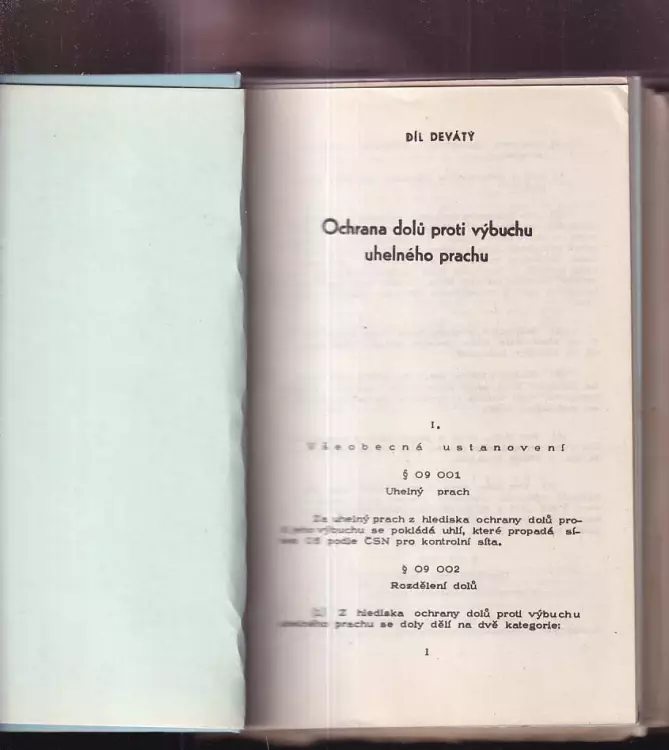 DÍL DEVÁTÝ
Ochrana dolů proti výbuchu
uhelného prachu
I.
Všeobecná ustanovení
§ 09 001
Uhelný prach
Za uhelný prach z hlediska ochrany dolů pro-
výbuchu se pokládá uhlí, které propadá sí-
podle ČSN pro kontrolní síta.
§ 09 002
Rozdělení dolů
Z hlediska ochrany dolů proti výbuchu
uhelného prachu se doly dělí na dvě kategorie:
1